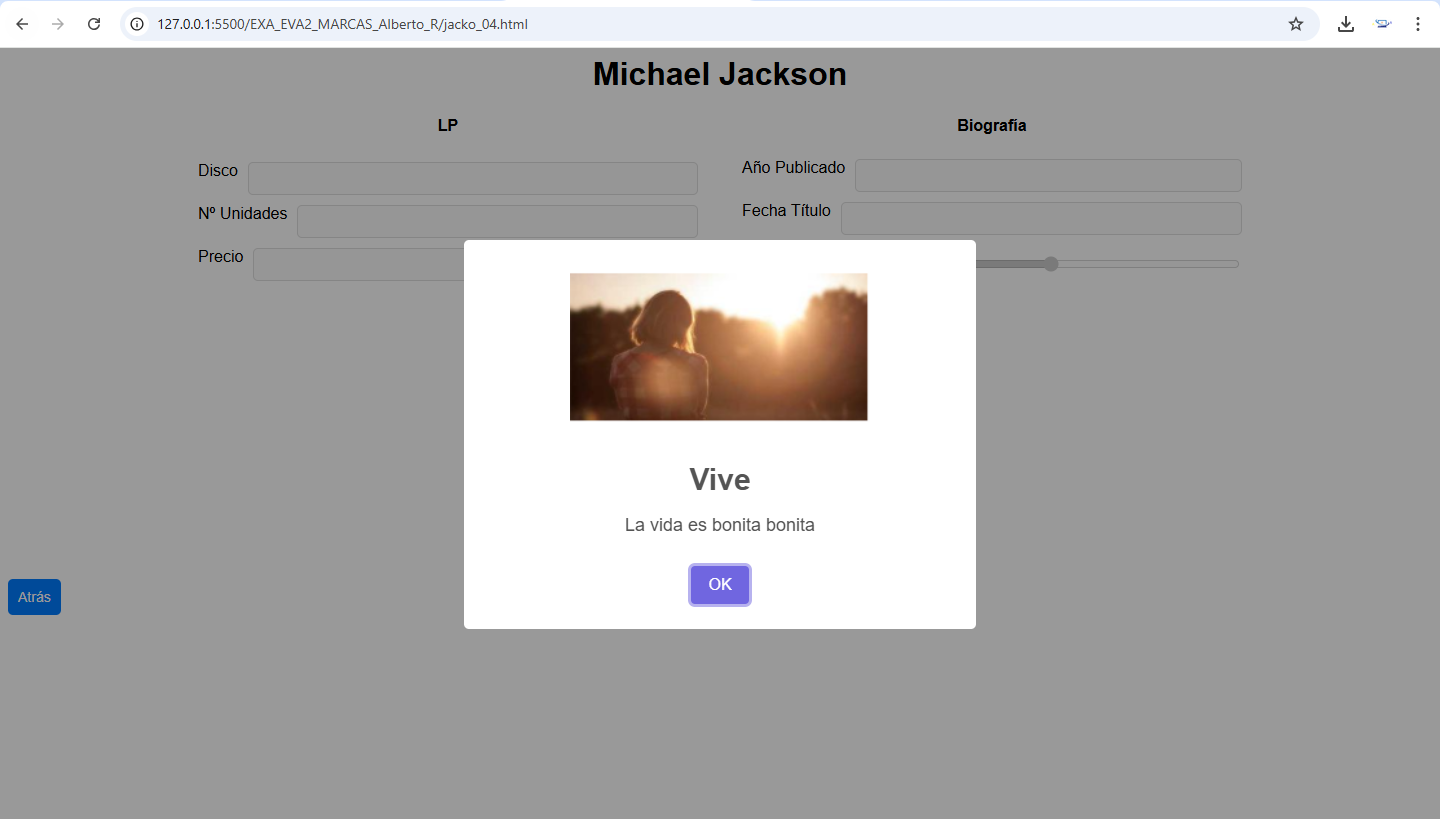 127.0.0.1:5500/EXA_EVA2_MARCAS_Alberto_R/jacko_04.html
Michael Jackson
LP
Biografía
Disco
Año Publicado
Nº Unidades
Fecha Título
Precio
Vive
La vida es bonita bonita
OK
Atrás